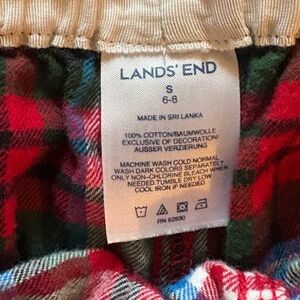 LANDS' END
S
6-8
MADE IN SRI LANKA
100% COTTON/BAUMWOLLE
EXCLUSIVE OF DECORATION/
AUSSER VERZIERUNG
MACHINE WASH COLD NORMAL
WASH DARK COLORS SEPARATELY
ONLY NON-CHLORINE BLEACH WHEN
NEEDED TUMBLE DRY LOW
COOL IRON IF NEEDED.
RN 62830